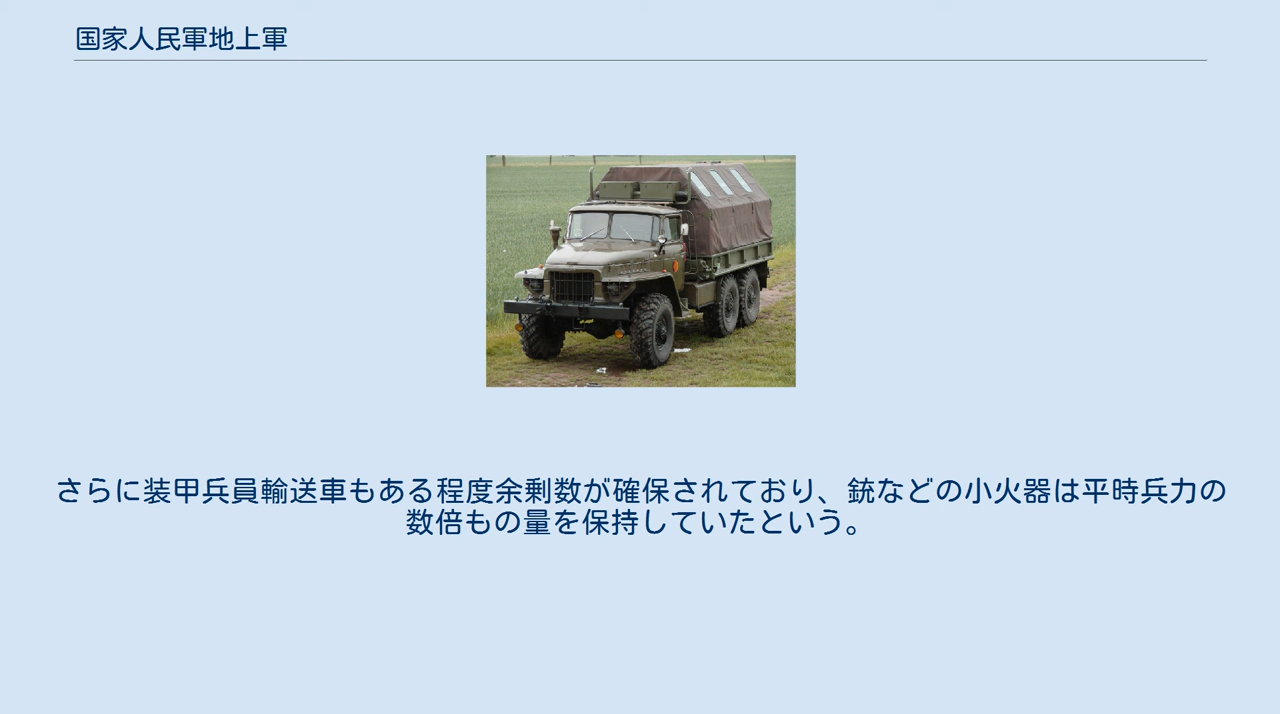 国家人民軍地上軍
さらに装甲兵員輸送車もある程度余剰数が確保されており、銃などの小火器は平時兵力の
数倍もの量を保持していたという。